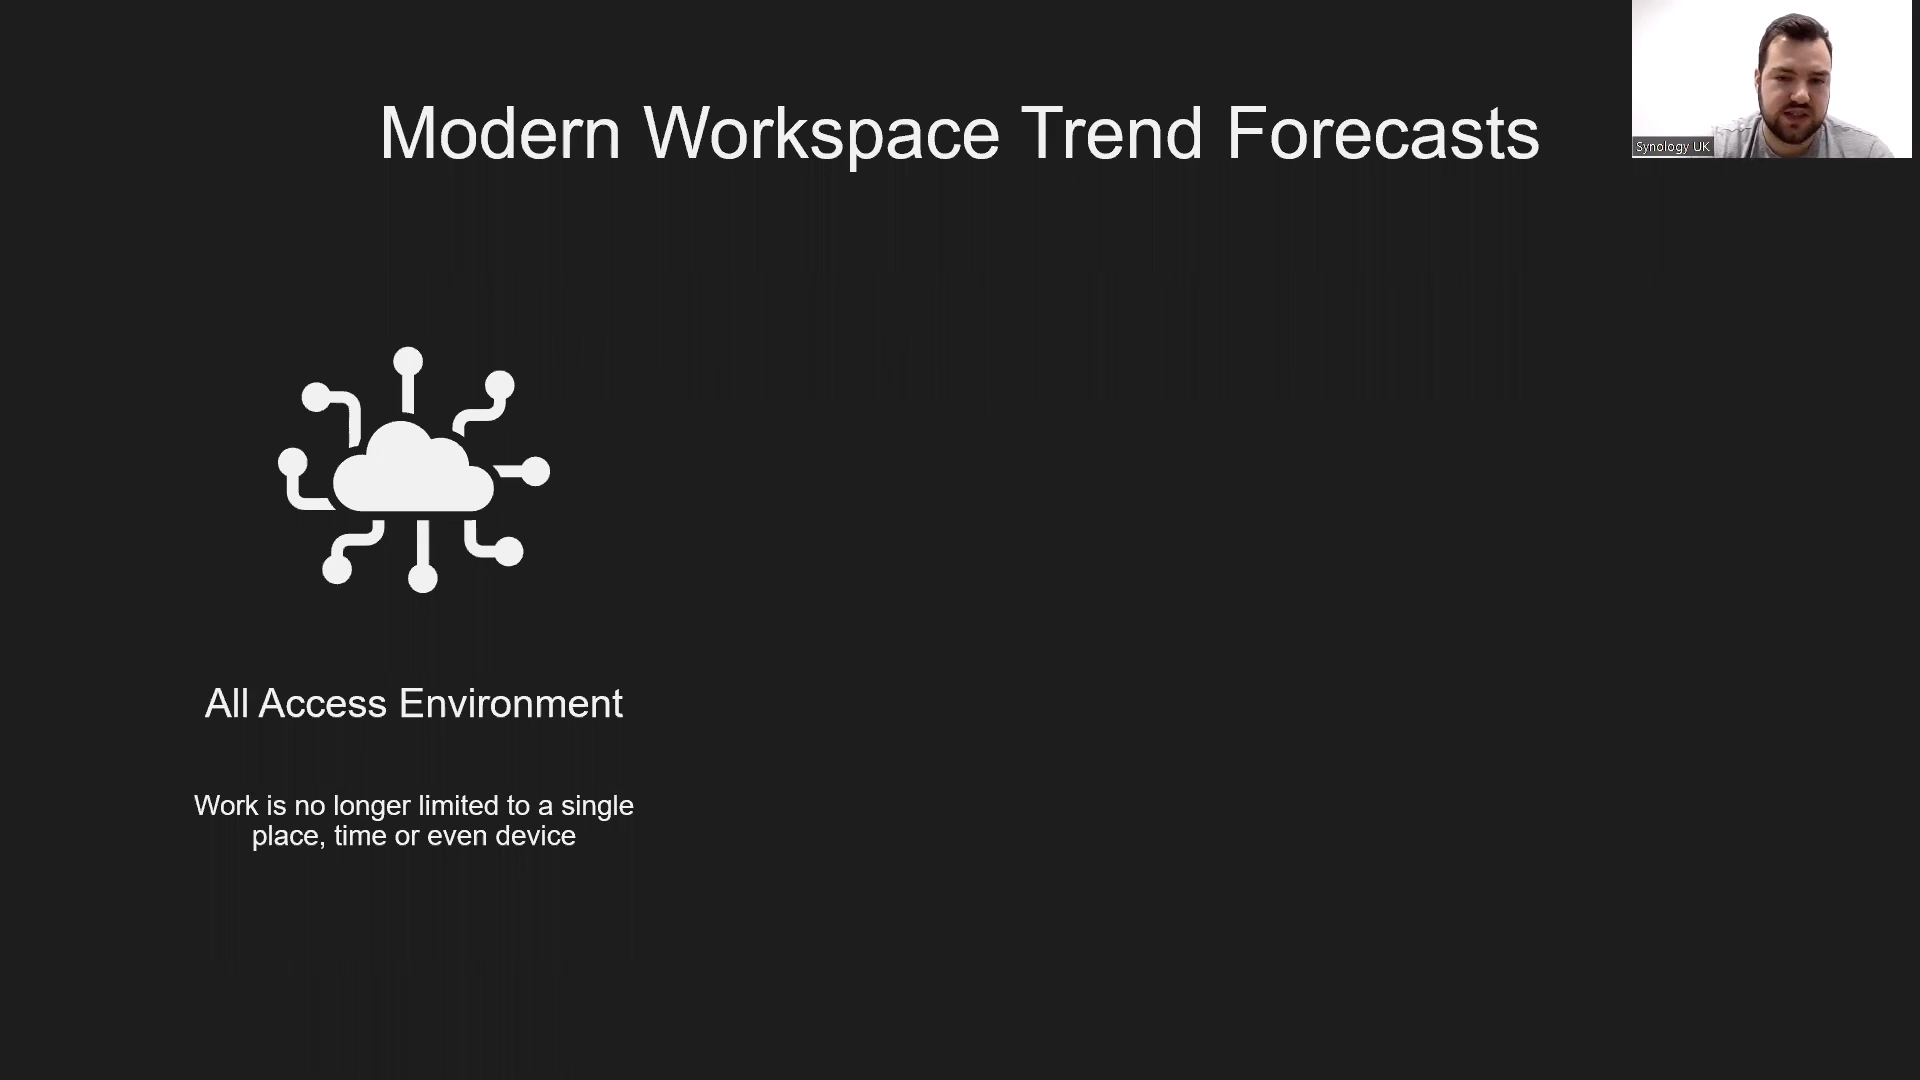 Modern Workspace Trend Forecasts
Synology UK
All Access Environment
Work is no longer limited to a single
place, time or even device